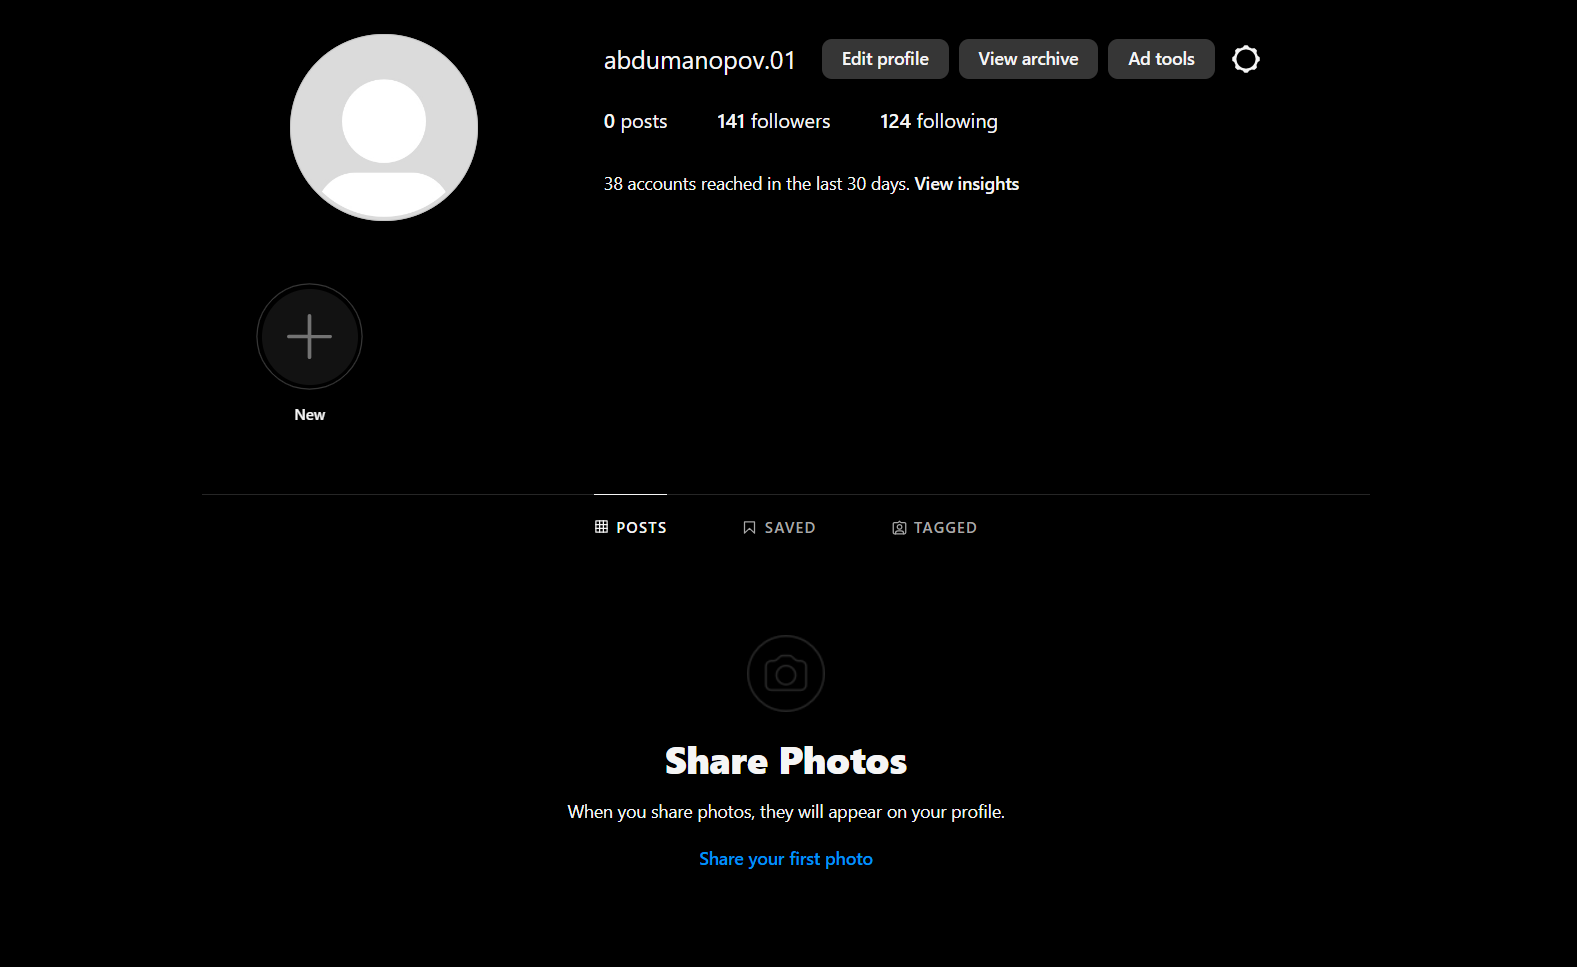 abdumanopov.01 Edit profile View archive Ad tools
0 posts 141 followers 124 following
38 accounts reached in the last 30 days. View insights
New
POSTS SAVED TAGGED
Share Photos
When you share photos, they will appear on your profile.
Share your first photo